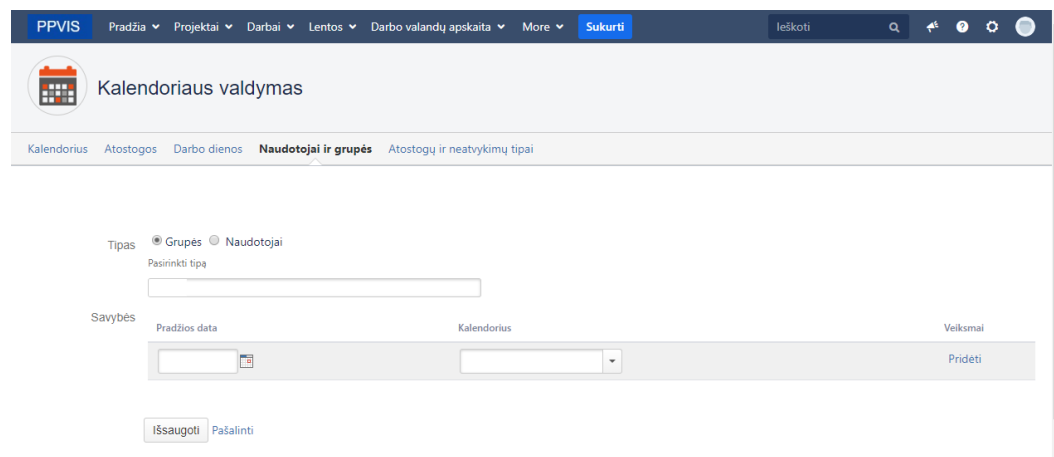 PPVIS Pradžia Projektai Darbai Lentos Darbo valandų apskaita More Sukurti Ieškoti
Kalendoriaus valdymas
Kalendorius Atostogos Darbo dienos Naudotojai ir grupės Atostogų ir neatvykimų tipai
Tipas Grupės Naudotojai
Pasirinkti tipą
Savybės
Pradžios data Kalendorius Veiksmai
Pridėti
Išsaugoti Pašalinti